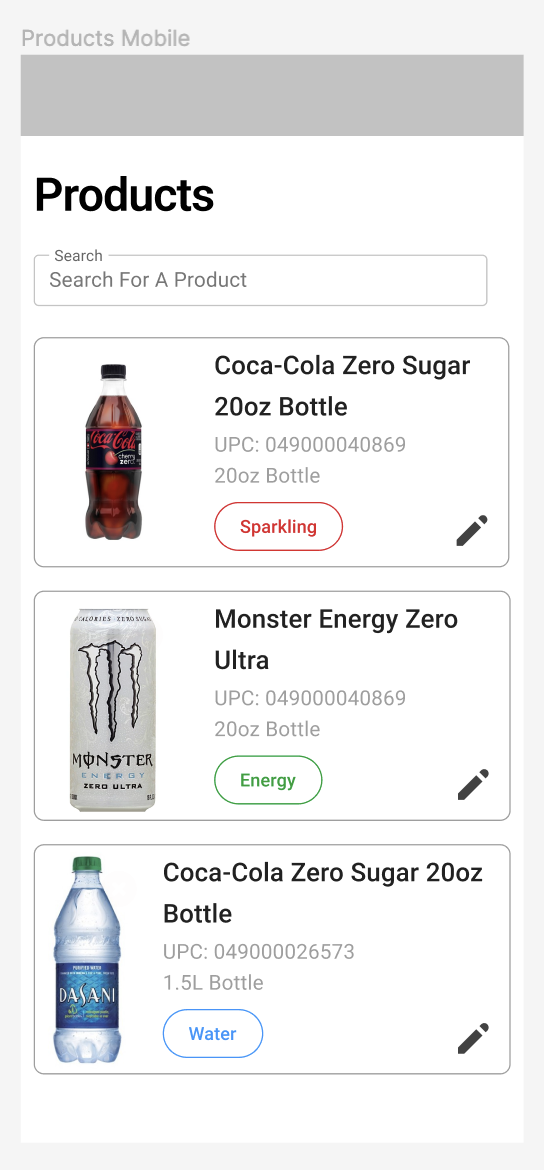 Products Mobile
Products
Search
Search For A Product
Coca-Cola Zero Sugar
20oz Bottle
UPC: 049000040869
20oz Bottle
Sparkling
Coca-Cola
cherry
zero
Monster Energy Zero
Ultra
UPC: 049000040869
20oz Bottle
Energy
CALORIES ZERO SUGAR
MONSTER
ENERGY
ZERO ULTRA
Coca-Cola Zero Sugar 20oz
Bottle
UPC: 049000026573
1.5L Bottle
Water
PURIFIED WATER
DASANI